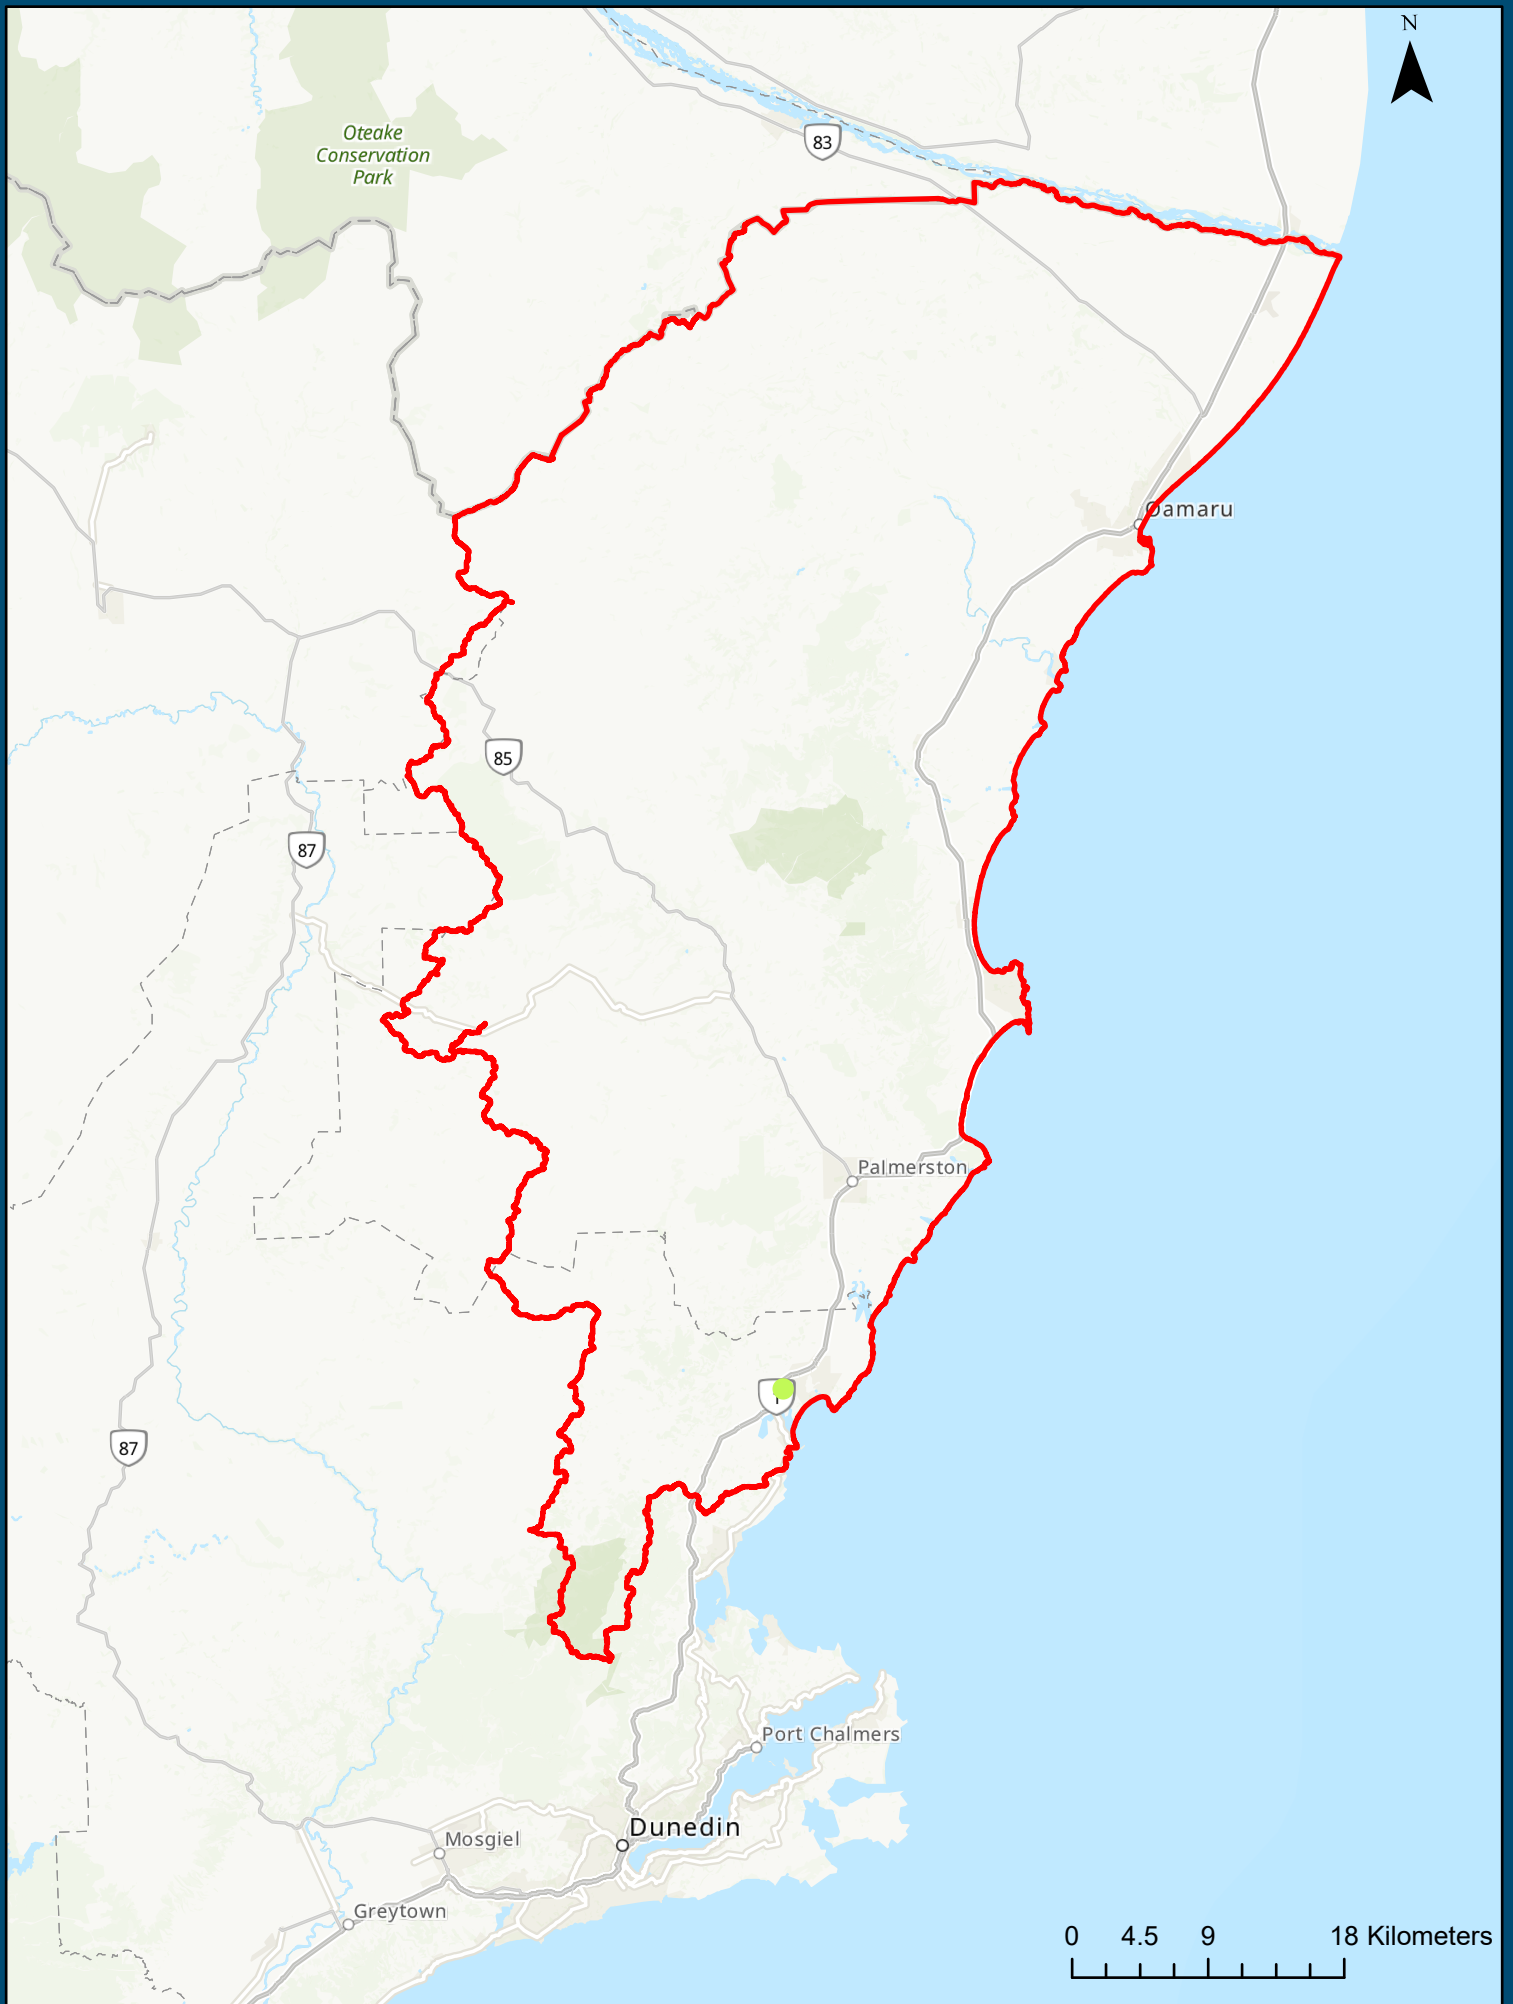 N
Oteake
Conservation
Park
83
Oamaru
85
87
Palmerston
1
87
Port Chalmers
Dunedin
Mosgiel
Greytown
0 4.5 9 18 Kilometers